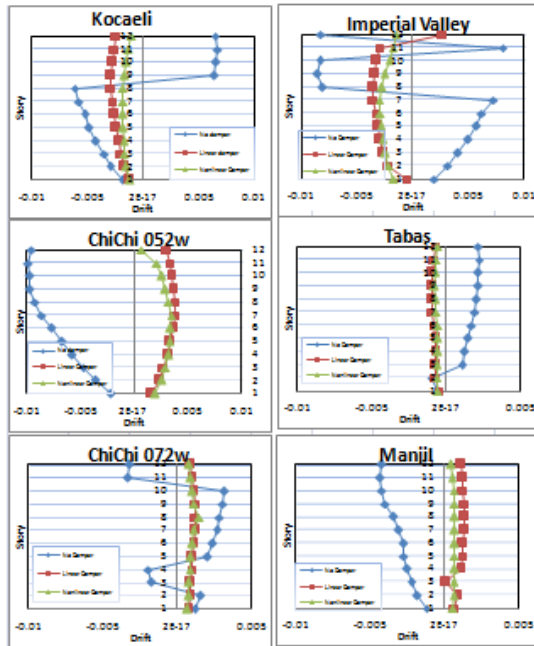 Kocaeli
12
11
10
9
8
7
6
5
4
3
2
Story
No damper
Linear damper
Nonlinear Damper
-0.01
-0.005
2E-17
0.005
0.01
Drift
Imperial Valley
12
11
10
9
8
7
6
5
4
3
2
Story
No Damper
Linear Damper
Nonlinear Damper
-0.01
-0.005
2E-17
0.005
0.01
Drift
ChiChi 052w
12
11
10
9
8
7
6
5
4
3
2
1
Story
No damper
Linear Damper
Nonlinear Damper
-0.01
-0.005
2E-17
0.005
0.01
Drift
Tabas
Story
No Damper
Linear Damper
Nonlinear Damper
-0.01
-0.005
2E-17
0.005
Drift
ChiChi 072w
12
11
10
9
8
7
6
5
4
3
2
1
Story
No Damper
Linear Damper
Nonlinear Damper
-0.01
-0.005
2E-17
0.005
Drift
Manjil
Story
No Damper
Linear Damper
Nonlinear Damper
-0.01
-0.005
2E-17
0.005
Drift